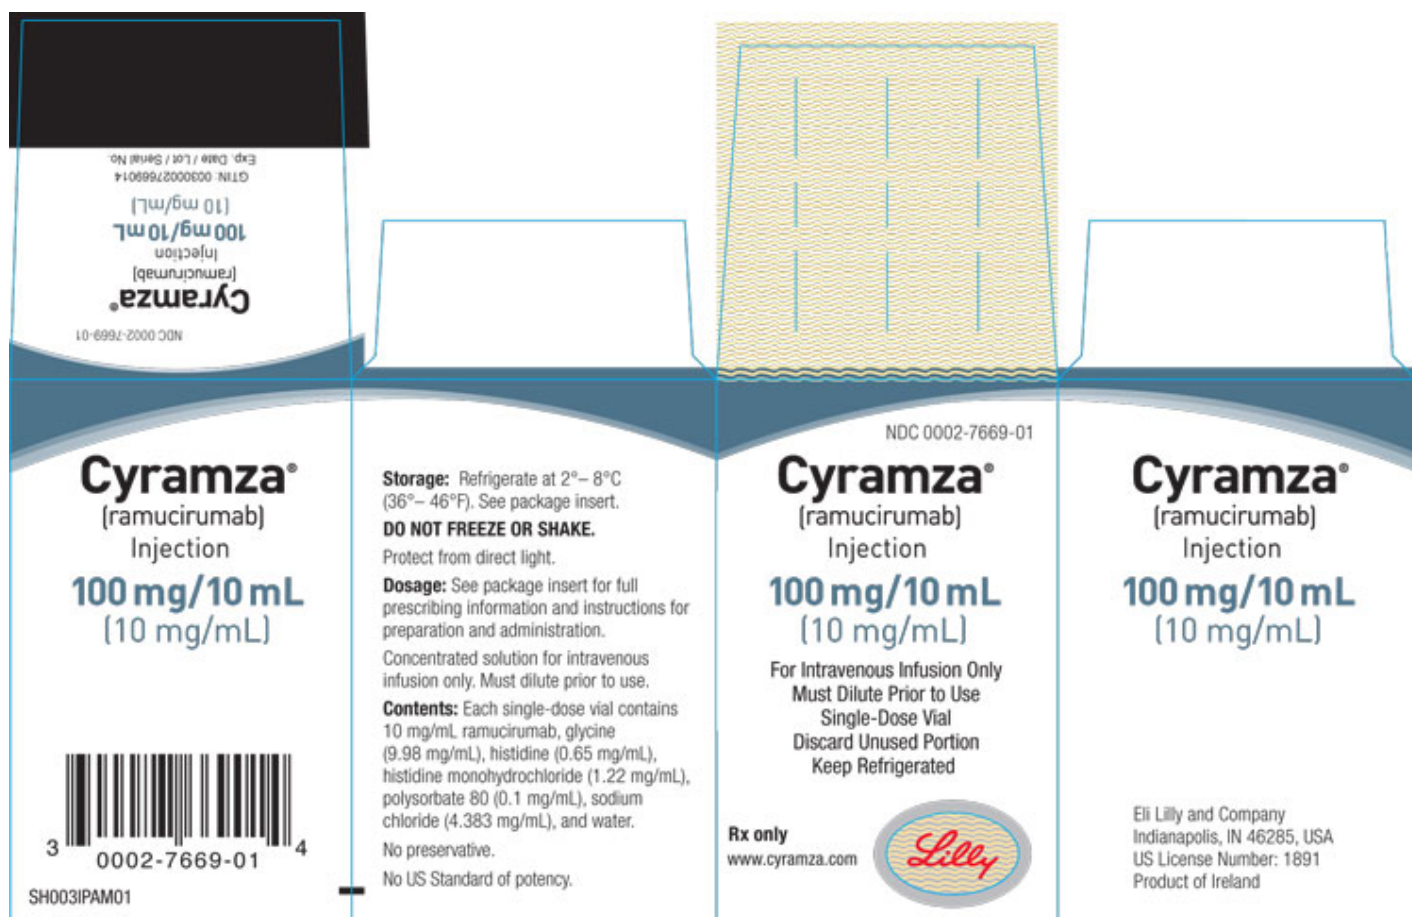 Exp. Date / Lot / Serial No.
GTIN: 00300027669014
(10 mg/mL)
100 mg/10 mL
Injection
(ramucirumab)
Cyramza®
NDC 0002-7669-01
Cyramza®
(ramucirumab)
Injection
100 mg/10 mL
(10 mg/mL)
3 0002-7669-01 4
SH003IPAM01
Storage: Refrigerate at 2°– 8°C
(36°– 46°F). See package insert.
DO NOT FREEZE OR SHAKE.
Protect from direct light.
Dosage: See package insert for full
prescribing information and instructions for
preparation and administration.
Concentrated solution for intravenous
infusion only. Must dilute prior to use.
Contents: Each single-dose vial contains
10 mg/mL ramucirumab, glycine
(9.98 mg/mL), histidine (0.65 mg/mL),
histidine monohydrochloride (1.22 mg/mL),
polysorbate 80 (0.1 mg/mL), sodium
chloride (4.383 mg/mL), and water.
No preservative.
No US Standard of potency.
NDC 0002-7669-01
Cyramza®
(ramucirumab)
Injection
100 mg/10 mL
(10 mg/mL)
For Intravenous Infusion Only
Must Dilute Prior to Use
Single-Dose Vial
Discard Unused Portion
Keep Refrigerated
Rx only
www.cyramza.com
Lilly
Cyramza®
(ramucirumab)
Injection
100 mg/10 mL
(10 mg/mL)
Eli Lilly and Company
Indianapolis, IN 46285, USA
US License Number: 1891
Product of Ireland